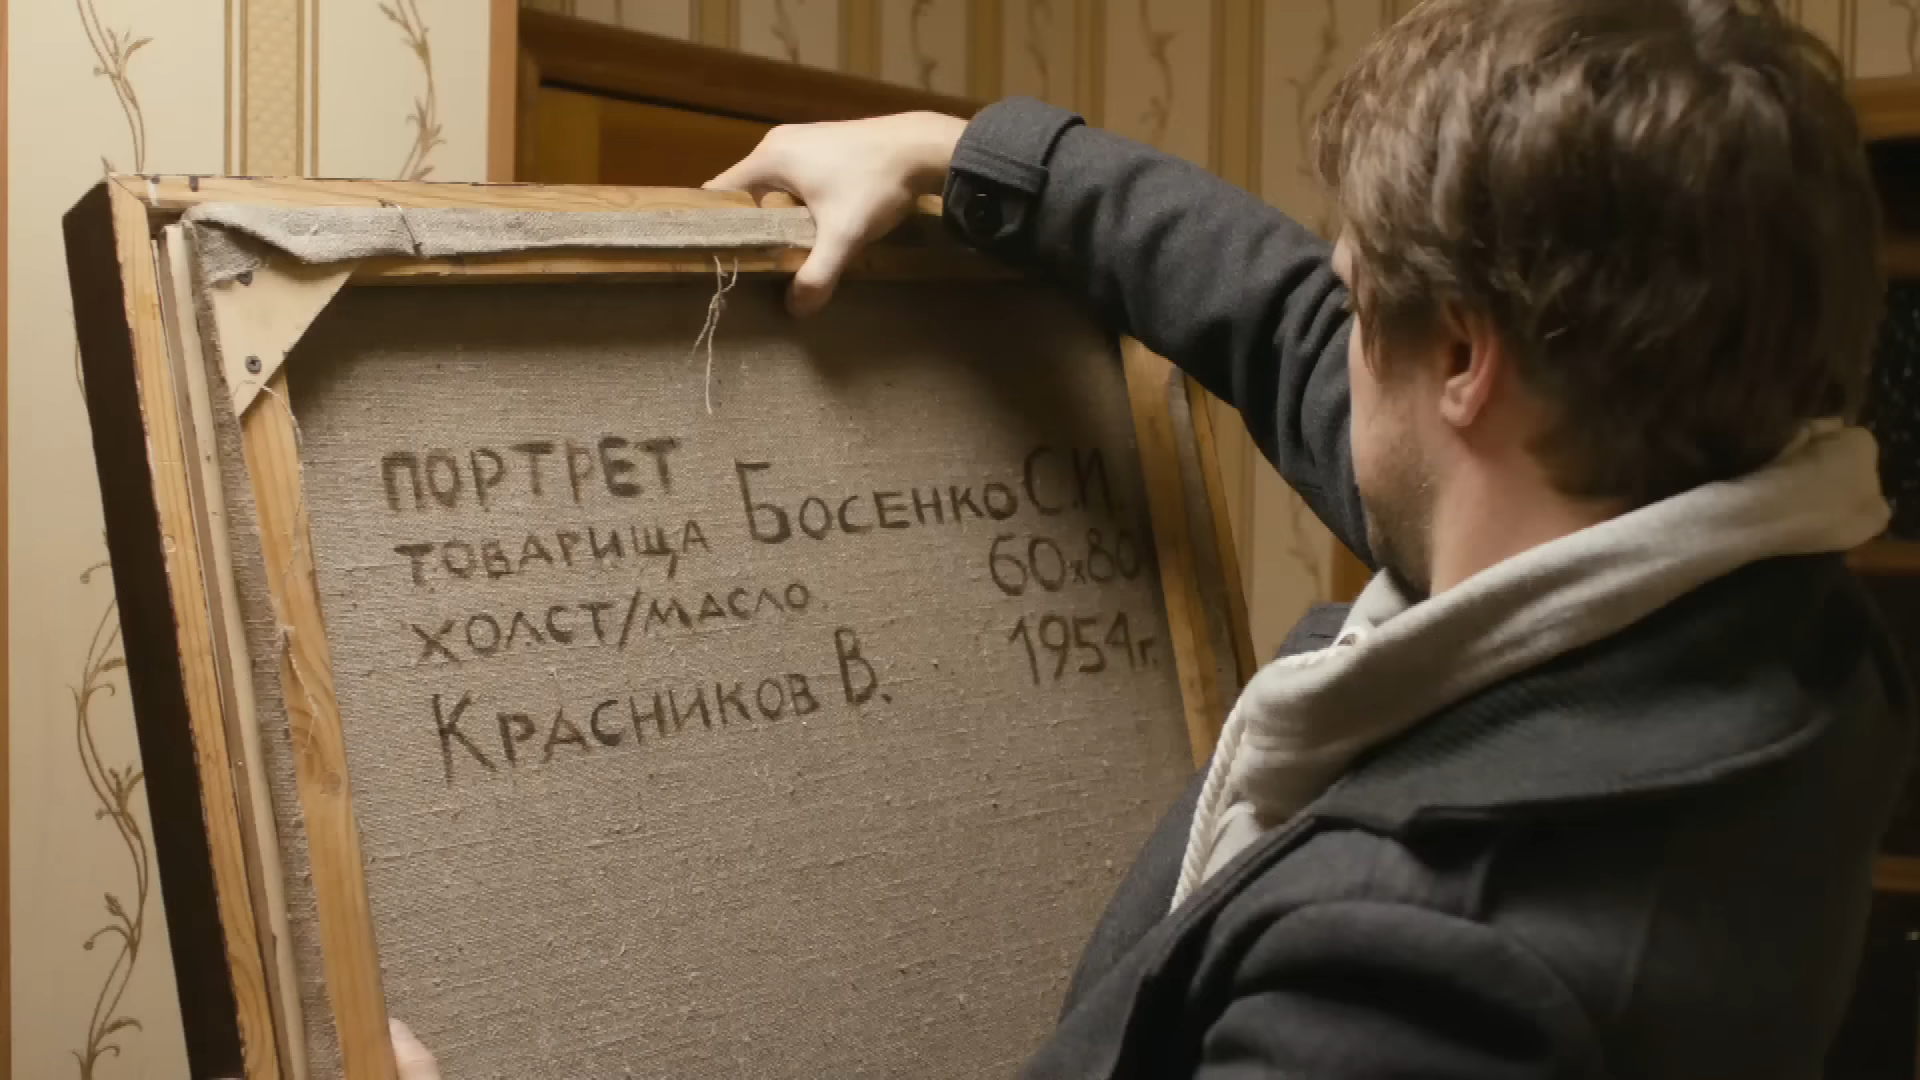 ПОРТРЕТ
ТОВАРИЩА БОСЕНКО С.И.
ХОЛСТ/МАСЛО. 60х80
КРАСНИКОВ В. 1954г.